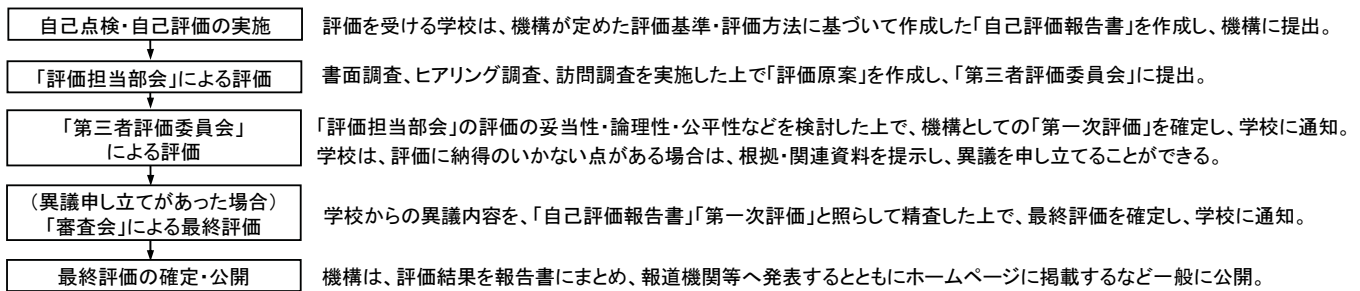 自己点検・自己評価の実施
評価を受ける学校は、機構が定めた評価基準・評価方法に基づいて作成した「自己評価報告書」を作成し、機構に提出。
「評価担当部会」による評価
書面調査、ヒアリング調査、訪問調査を実施した上で「評価原案」を作成し、「第三者評価委員会」に提出。
「第三者評価委員会」
による評価
「評価担当部会」の評価の妥当性・論理性・公平性などを検討した上で、機構としての「第一次評価」を確定し、学校に通知。
学校は、評価に納得のいかない点がある場合は、根拠・関連資料を提示し、異議を申し立てることができる。
（異議申し立てがあった場合）
「審査会」による最終評価
学校からの異議内容を、「自己評価報告書」「第一次評価」と照らして精査した上で、最終評価を確定し、学校に通知。
最終評価の確定・公開
機構は、評価結果を報告書にまとめ、報道機関等へ発表するとともにホームページに掲載するなど一般に公開。